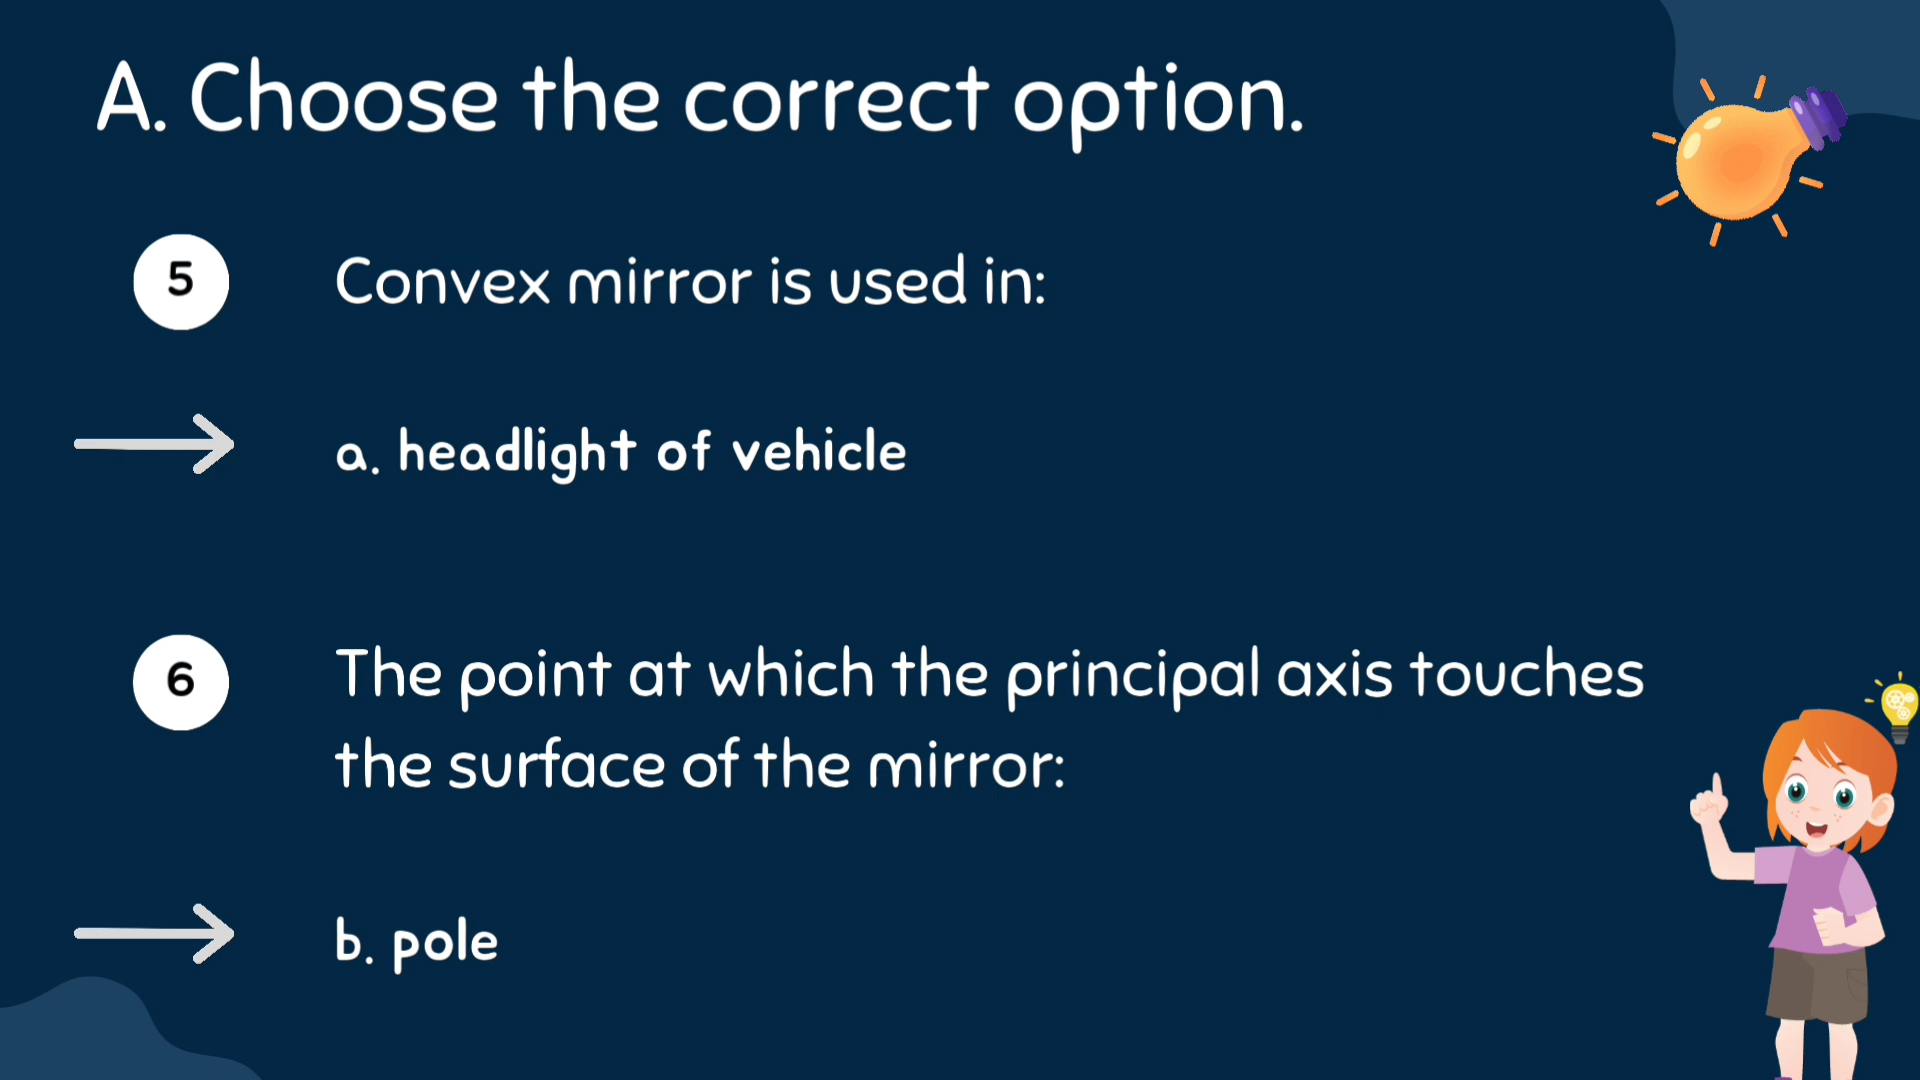 A. Choose the correct option.
5
Convex mirror is used in:
a. headlight of vehicle
6
The point at which the principal axis touches
the surface of the mirror:
b. pole